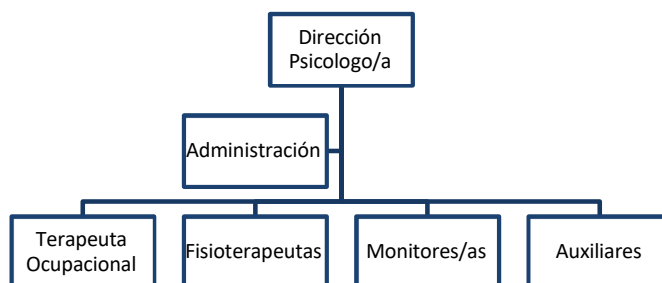 Dirección
Psicologo/a
Administración
Terapeuta
Ocupacional
Fisioterapeutas
Monitores/as
Auxiliares